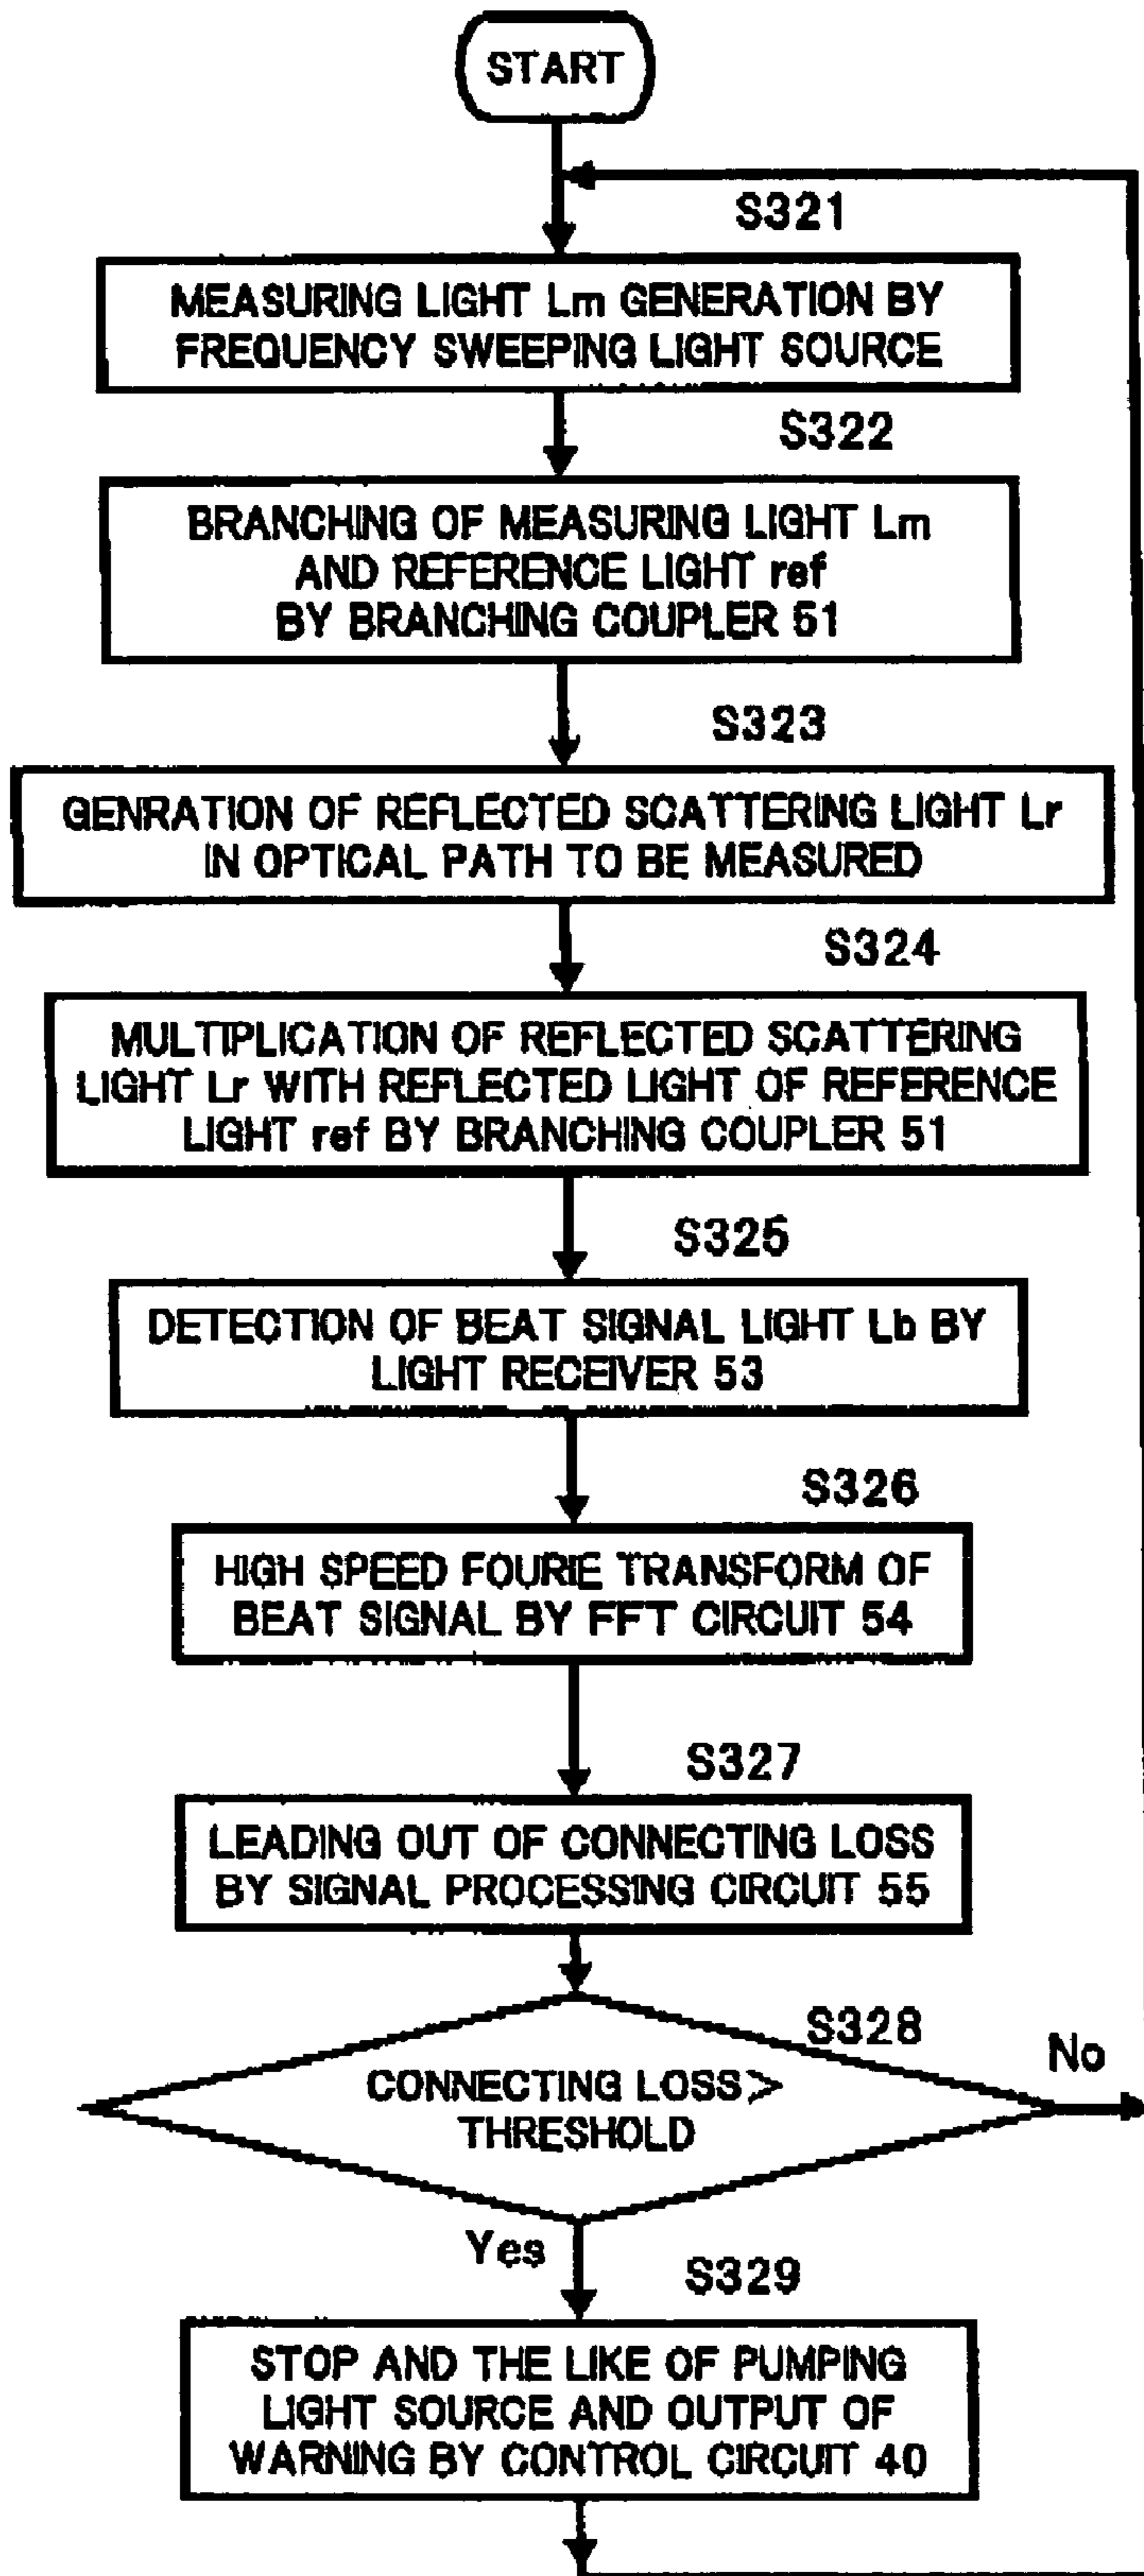 START
S321
MEASURING LIGHT Lm GENERATION BY
FREQUENCY SWEEPING LIGHT SOURCE
S322
BRANCHING OF MEASURING LIGHT Lm
AND REFERENCE LIGHT ref
BY BRANCHING COUPLER 51
S323
GENRATION OF REFLECTED SCATTERING LIGHT Lr
IN OPTICAL PATH TO BE MEASURED
S324
MULTIPLICATION OF REFLECTED SCATTERING
LIGHT Lr WITH REFLECTED LIGHT OF REFERENCE
LIGHT ref BY BRANCHING COUPLER 51
S325
DETECTION OF BEAT SIGNAL LIGHT Lb BY
LIGHT RECEIVER 53
S326
HIGH SPEED FOURIE TRANSFORM OF
BEAT SIGNAL BY FFT CIRCUIT 54
S327
LEADING OUT OF CONNECTING LOSS
BY SIGNAL PROCESSING CIRCUIT 55
S328
No
CONNECTING LOSS>
THRESHOLD
Yes
S329
STOP AND THE LIKE OF PUMPING
LIGHT SOURCE AND OUTPUT OF
WARNING BY CONTROL CIRCUIT 40